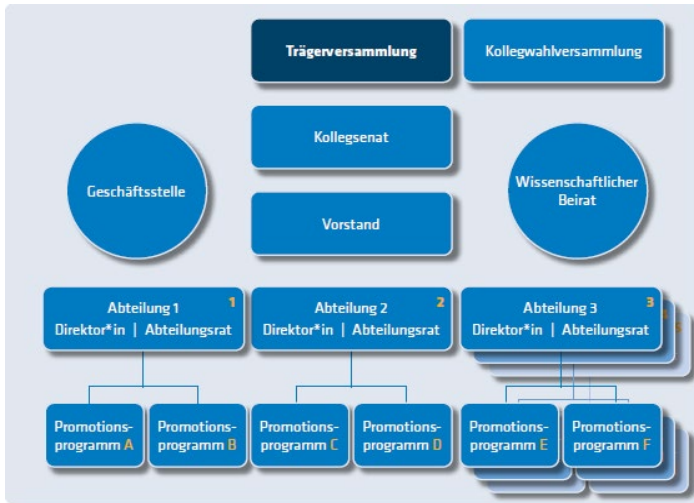 Trägerversammlung
Kollegwahlversammlung
Kollegsenat
Geschäftsstelle
Wissenschaftlicher
Beirat
Vorstand
Abteilung 1
1
Direktor*in | Abteilungsrat
Abteilung 2
2
Direktor*in | Abteilungsrat
Abteilung 3
3
Direktor*in | Abteilungsrat
Promotions-
programm A
Promotions-
programm B
Promotions-
programm C
Promotions-
programm D
Promotions-
programm E
Promotions-
programm F